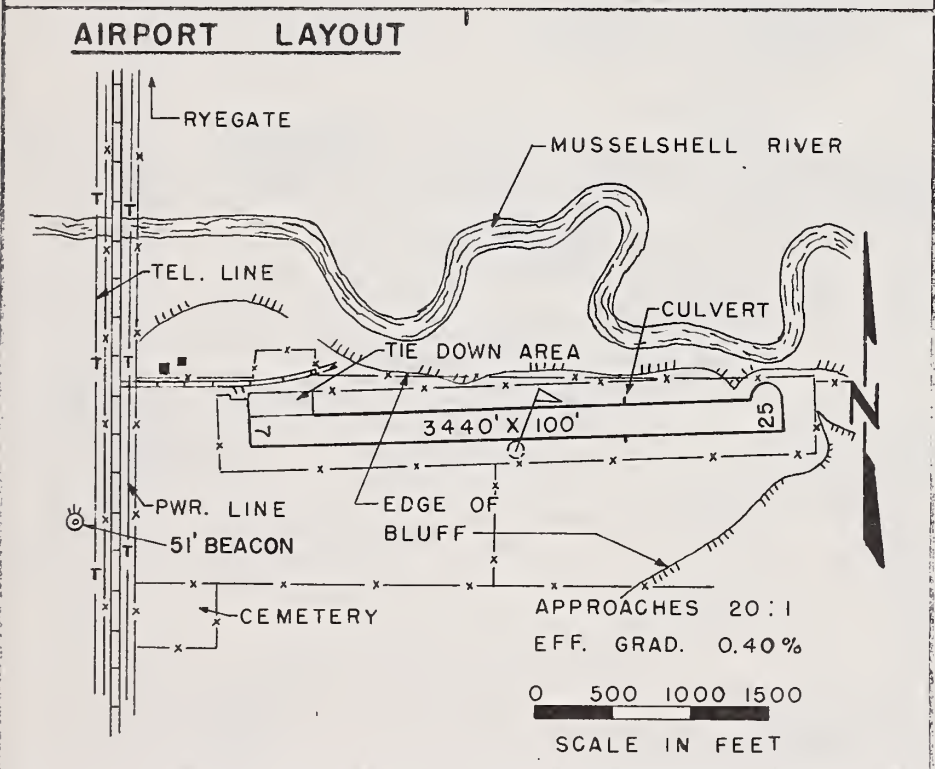 AIRPORT LAYOUT
RYEGATE
MUSSELSHELL RIVER
TEL. LINE
CULVERT
TIE DOWN AREA
7
3440' X 100'
25
N
PWR. LINE
EDGE OF
BLUFF
51' BEACON
CEMETERY
APPROACHES 20:1
EFF. GRAD. 0.40%
0 500 1000 1500
SCALE IN FEET
T
T
T
T
T
T